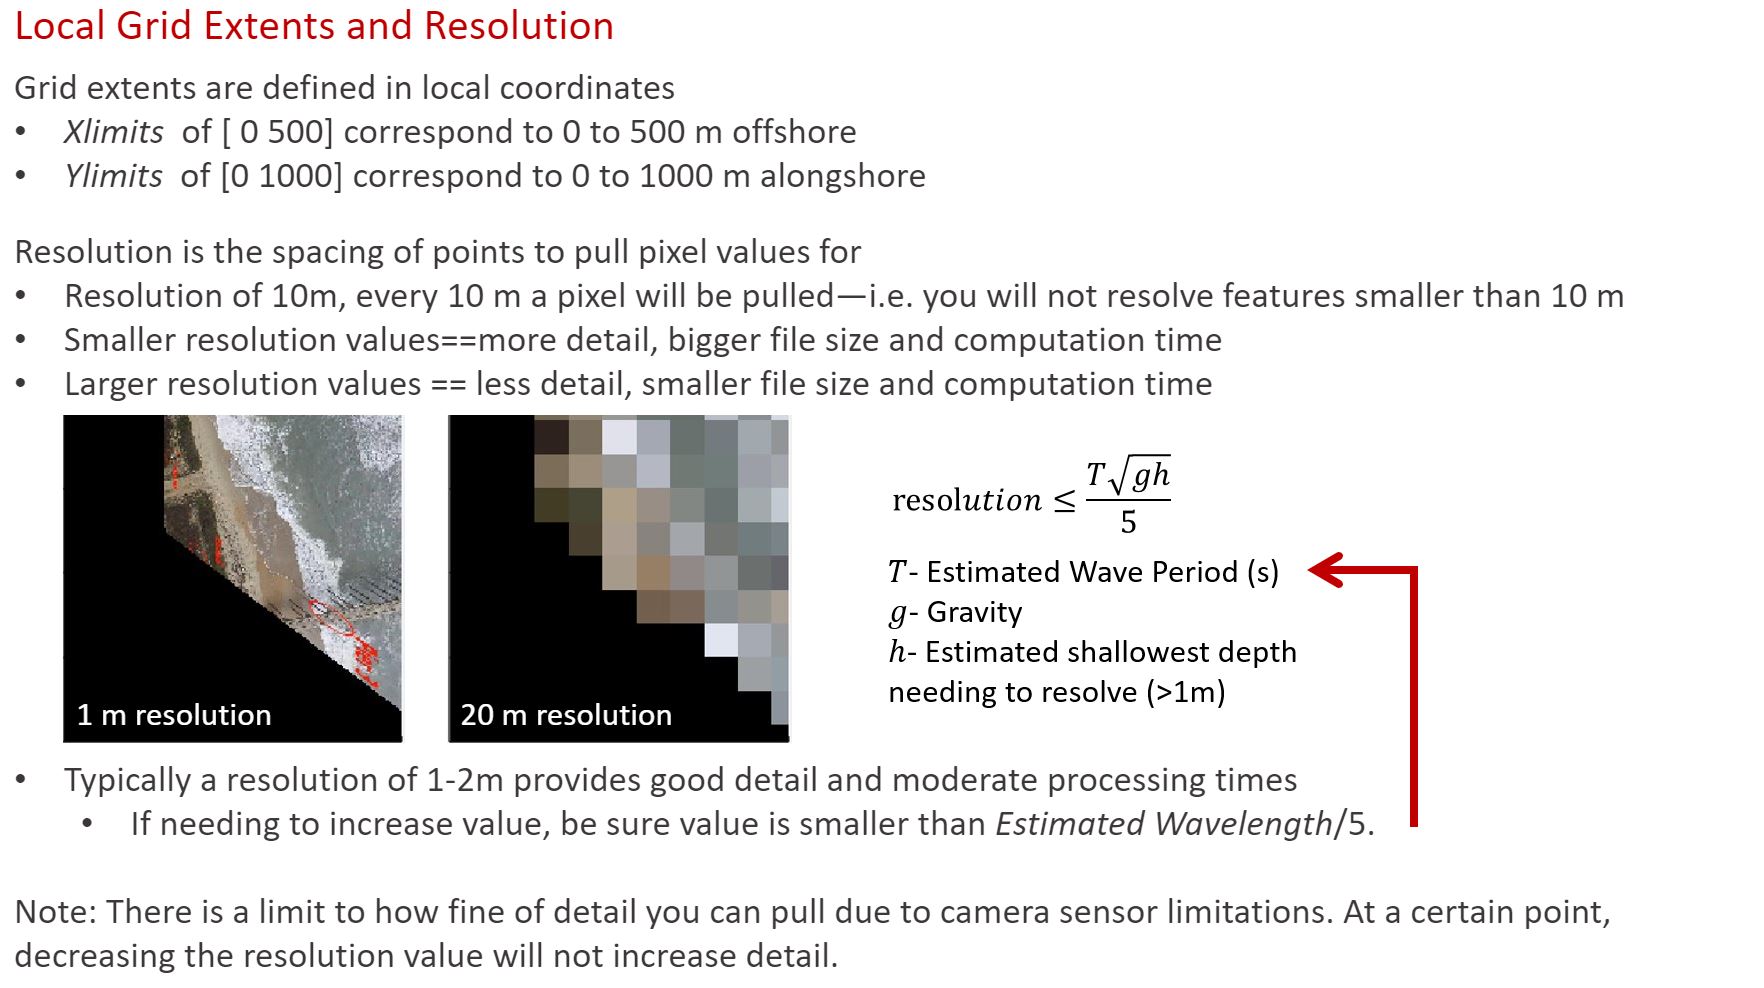 Local Grid Extents and Resolution
Grid extents are defined in local coordinates
• Xlimits of [ 0 500] correspond to 0 to 500 m offshore
• Ylimits of [0 1000] correspond to 0 to 1000 m alongshore
Resolution is the spacing of points to pull pixel values for
• Resolution of 10m, every 10 m a pixel will be pulled—i.e. you will not resolve features smaller than 10 m
• Smaller resolution values==more detail, bigger file size and computation time
• Larger resolution values == less detail, smaller file size and computation time
1 m resolution
20 m resolution
resolution ≤ T√gh / 5
T- Estimated Wave Period (s)
g- Gravity
h- Estimated shallowest depth
needing to resolve (>1m)
• Typically a resolution of 1-2m provides good detail and moderate processing times
• If needing to increase value, be sure value is smaller than Estimated Wavelength/5.
Note: There is a limit to how fine of detail you can pull due to camera sensor limitations. At a certain point,
decreasing the resolution value will not increase detail.